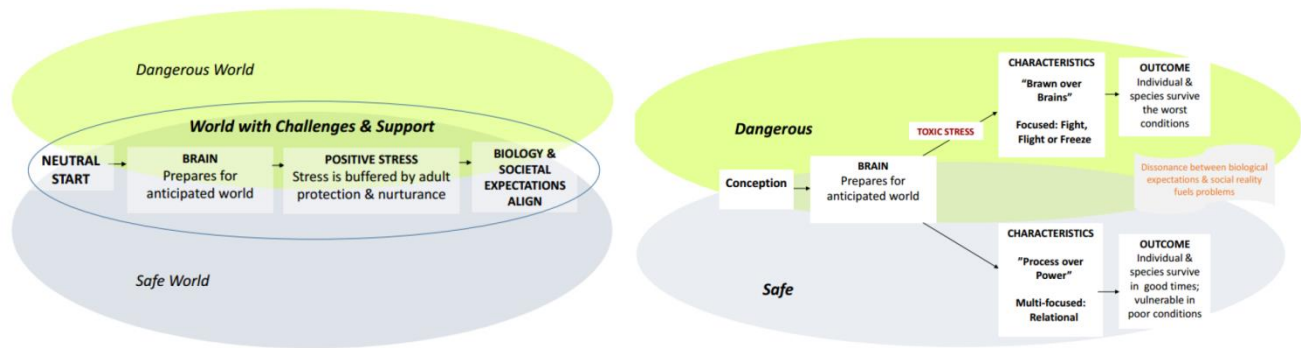 Dangerous World
World with Challenges & Support
NEUTRAL
START
BRAIN
Prepares for
anticipated world
POSITIVE STRESS
Stress is buffered by adult
protection & nurturance
BIOLOGY &
SOCIETAL
EXPECTATIONS
ALIGN
Safe World
Dangerous
Conception
BRAIN
Prepares for
anticipated world
TOXIC STRESS
CHARACTERISTICS
"Brawn over
Brains"
Focused: Fight,
Flight or Freeze
OUTCOME
Individual &
species survive
the worst
conditions
Dissonance between biological
expectations & social reality
fuels problems
Safe
CHARACTERISTICS
"Process over
Power"
Multi-focused:
Relational
OUTCOME
Individual &
species survive
in good times;
vulnerable in
poor conditions